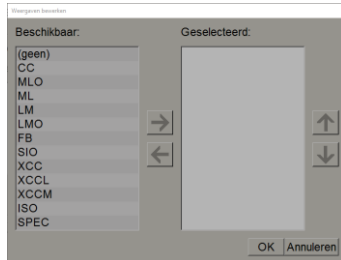 Weergaven bewerken
Beschikbaar:
Geselecteerd:
(geen)
CC
MLO
ML
LM
LMO
FB
SIO
XCC
XCCL
XCCM
ISO
SPEC
OK
Annuleren